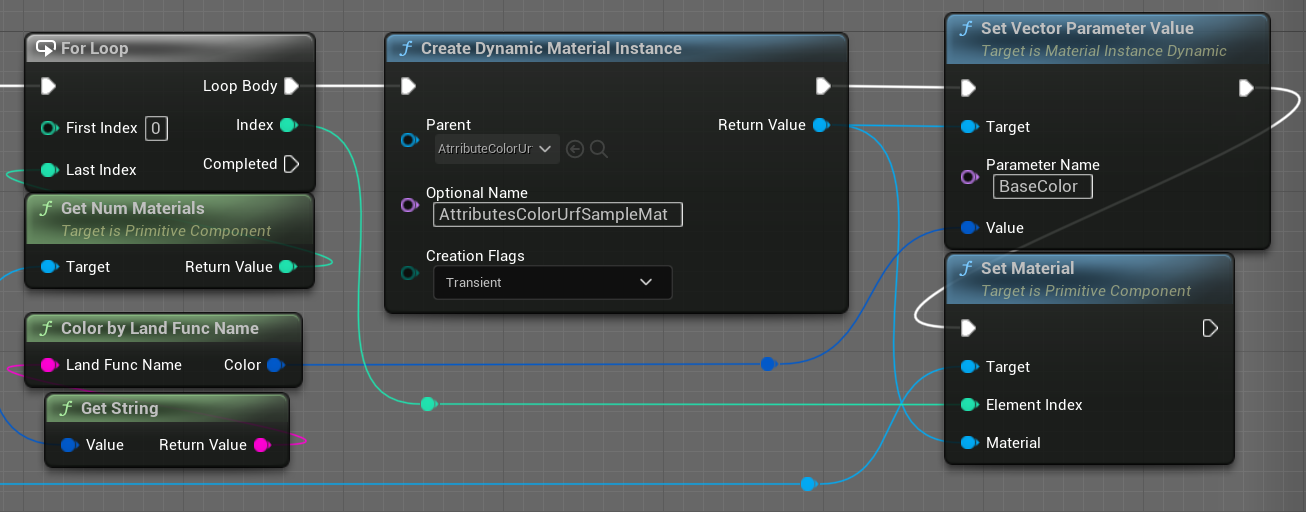 For Loop
Loop Body
First Index 0
Index
Completed
Last Index
Get Num Materials
Target is Primitive Component
Target
Return Value
Color by Land Func Name
Land Func Name
Color
Get String
Value
Return Value
Create Dynamic Material Instance
Parent
AtrributeColorUr
Return Value
Optional Name
AttributesColorUrfSampleMat
Creation Flags
Transient
Set Vector Parameter Value
Target is Material Instance Dynamic
Target
Parameter Name
BaseColor
Value
Set Material
Target is Primitive Component
Target
Element Index
Material